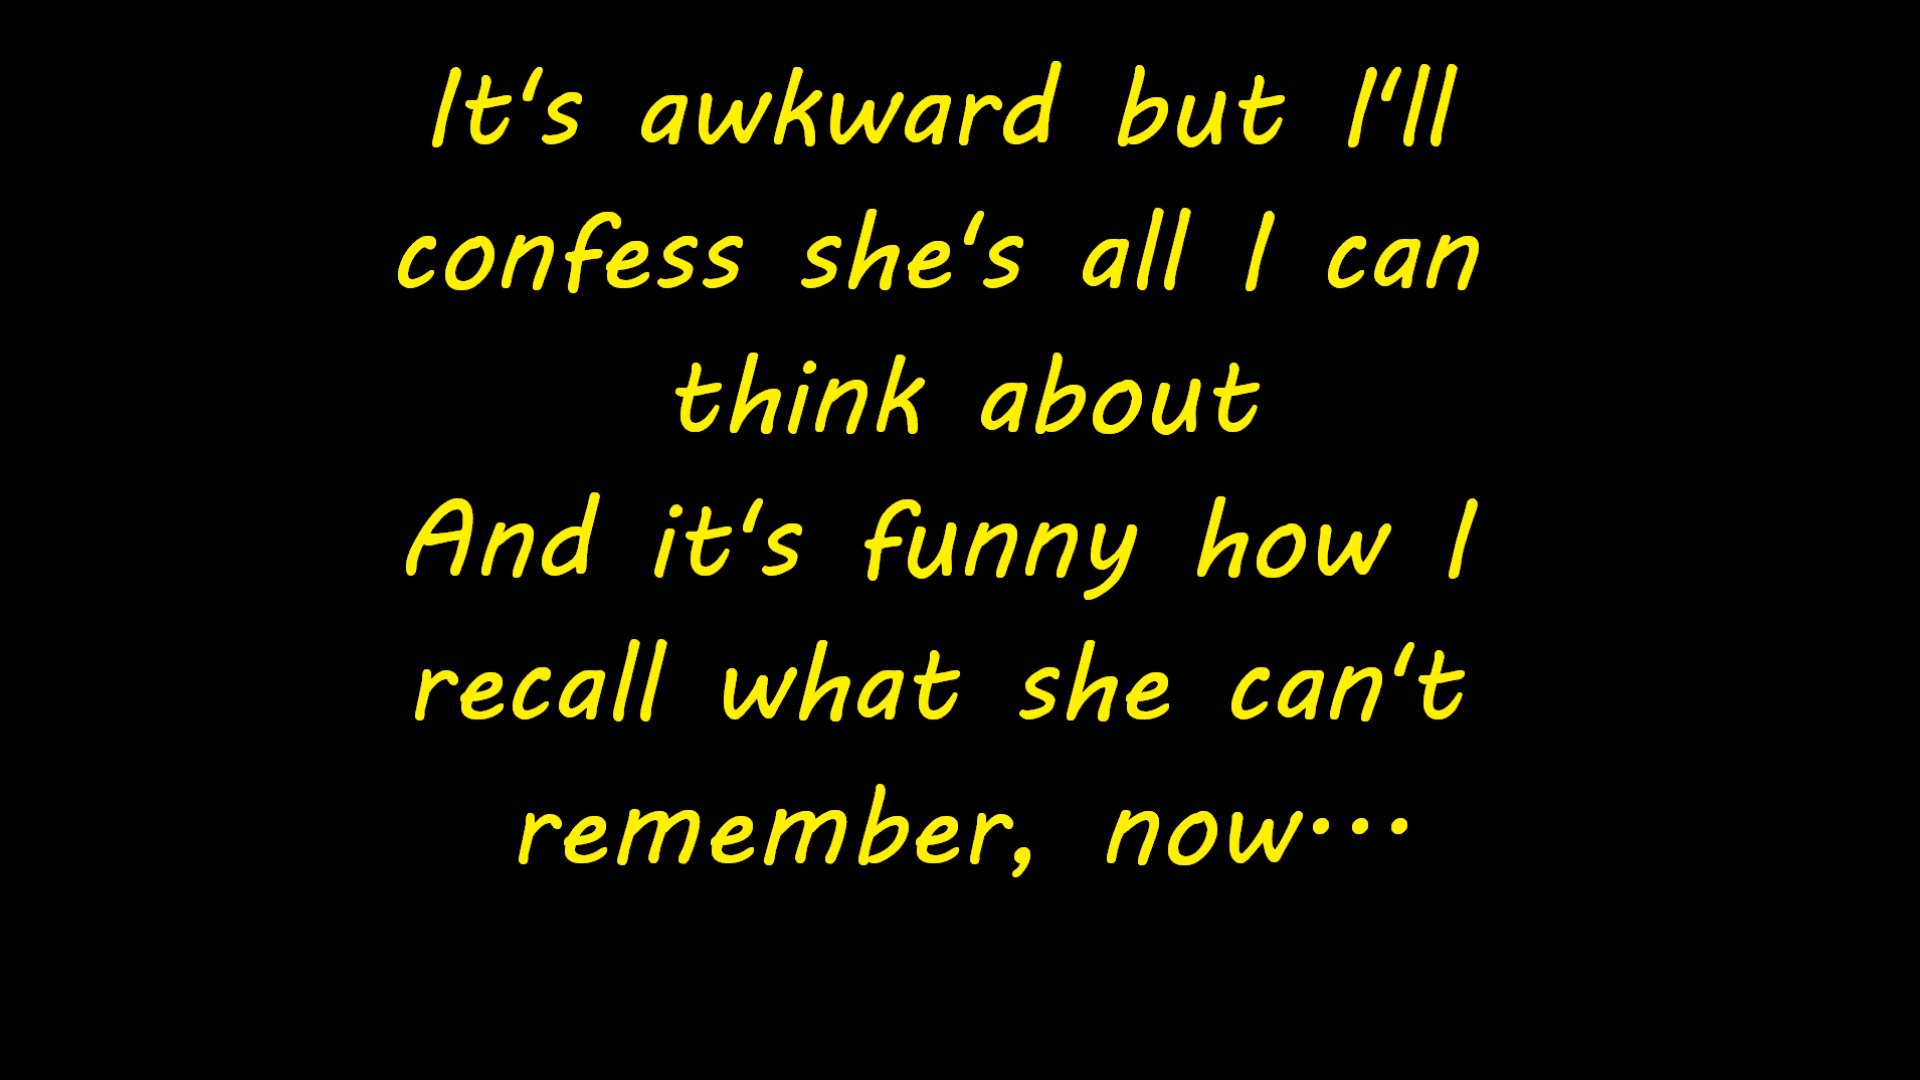 It's awkward but I'll
confess she's all I can
think about
And it's funny how I
recall what she can't
remember, now...